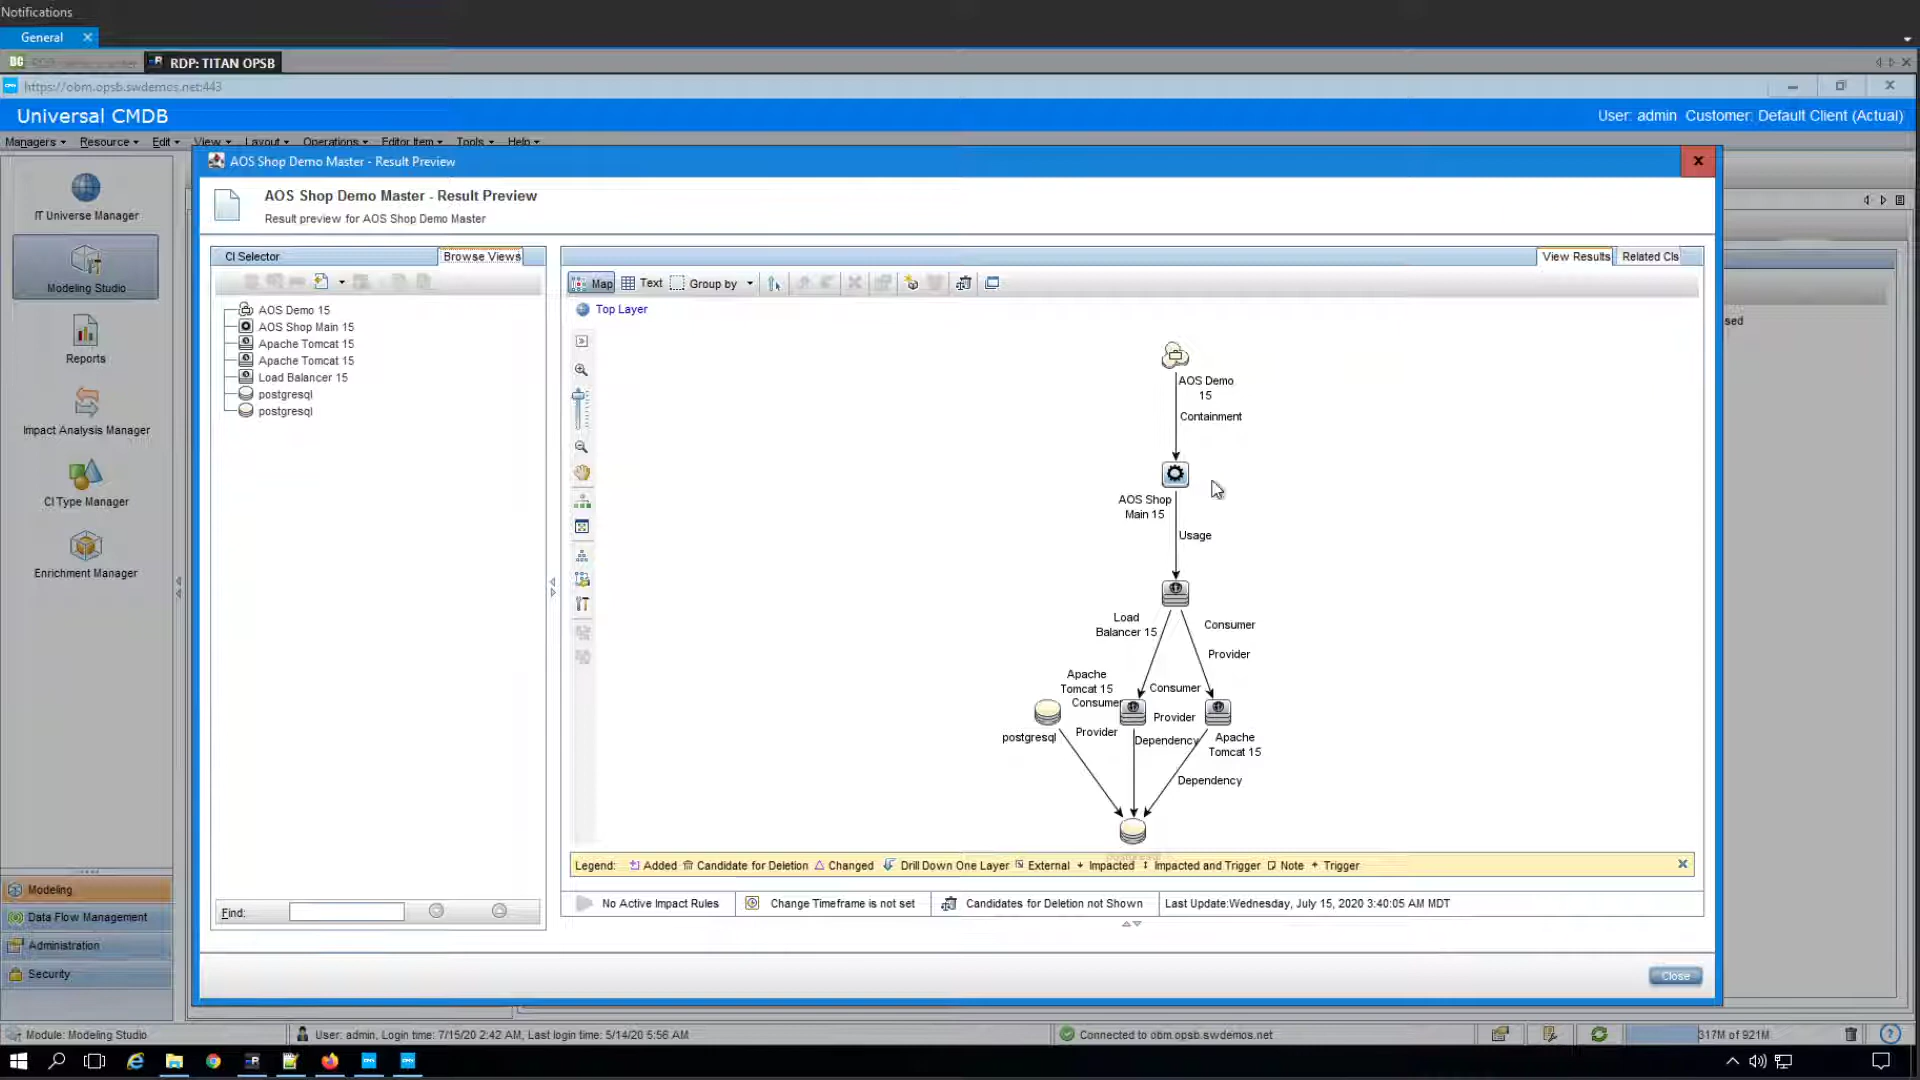 Notifications
General
RDP: TITAN OPSB
https://obm.opsb.swdemos.net:443
Universal CMDB
User: admin Customer: Default Client (Actual)
Managers Resource Edit View Layout Operations Editor Item Tools Help
AOS Shop Demo Master - Result Preview
AOS Shop Demo Master - Result Preview
Result preview for AOS Shop Demo Master
IT Universe Manager
Modeling Studio
Reports
Impact Analysis Manager
CI Type Manager
Enrichment Manager
Modeling
Data Flow Management
Administration
Security
CI Selector
Browse Views
AOS Demo 15
AOS Shop Main 15
Apache Tomcat 15
Apache Tomcat 15
Load Balancer 15
postgresql
postgresql
Find:
View Results
Related CIs
Map Text Group by
Top Layer
AOS Demo
15
Containment
AOS Shop
Main 15
Usage
Load
Balancer 15
Consumer
Provider
Apache
Tomcat 15
Consumer
Provider
Consumer
Provider
postgresql
Dependency
Apache
Tomcat 15
Dependency
Legend: Added Candidate for Deletion Changed Drill Down One Layer External Impacted Impacted and Trigger Note Trigger
No Active Impact Rules
Change Timeframe is not set
Candidates for Deletion not Shown
Last Update:Wednesday, July 15, 2020 3:40:05 AM MDT
Close
sed
Module: Modeling Studio
User: admin, Login time: 7/15/20 2:42 AM, Last login time: 5/14/20 5:56 AM
Connected to obm.opsb.swdemos.net
317M of 921M